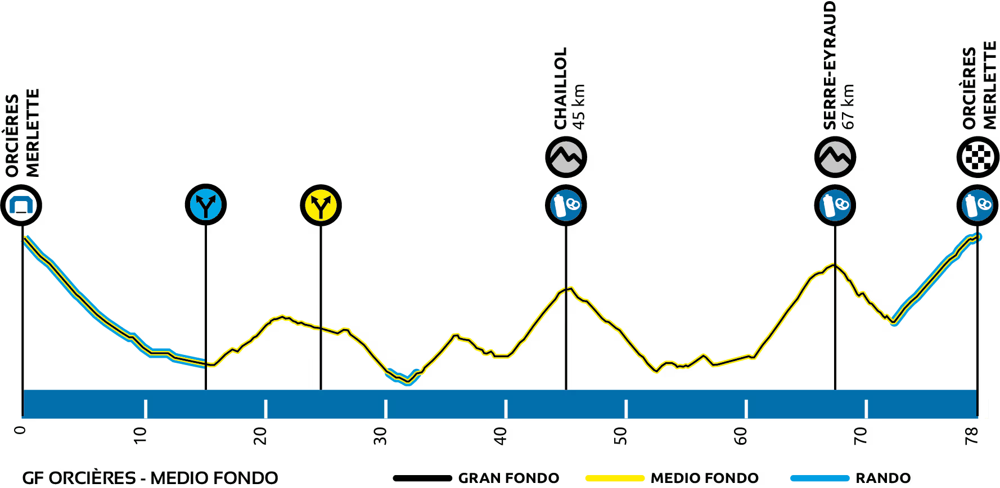 ORCIÈRES
MERLETTE
CHAILLOL
45 km
SERRE-EYRAUD
67 km
ORCIÈRES
MERLETTE
0
10
20
30
40
50
60
70
78
GF ORCIÈRES - MEDIO FONDO
GRAN FONDO
MEDIO FONDO
RANDO